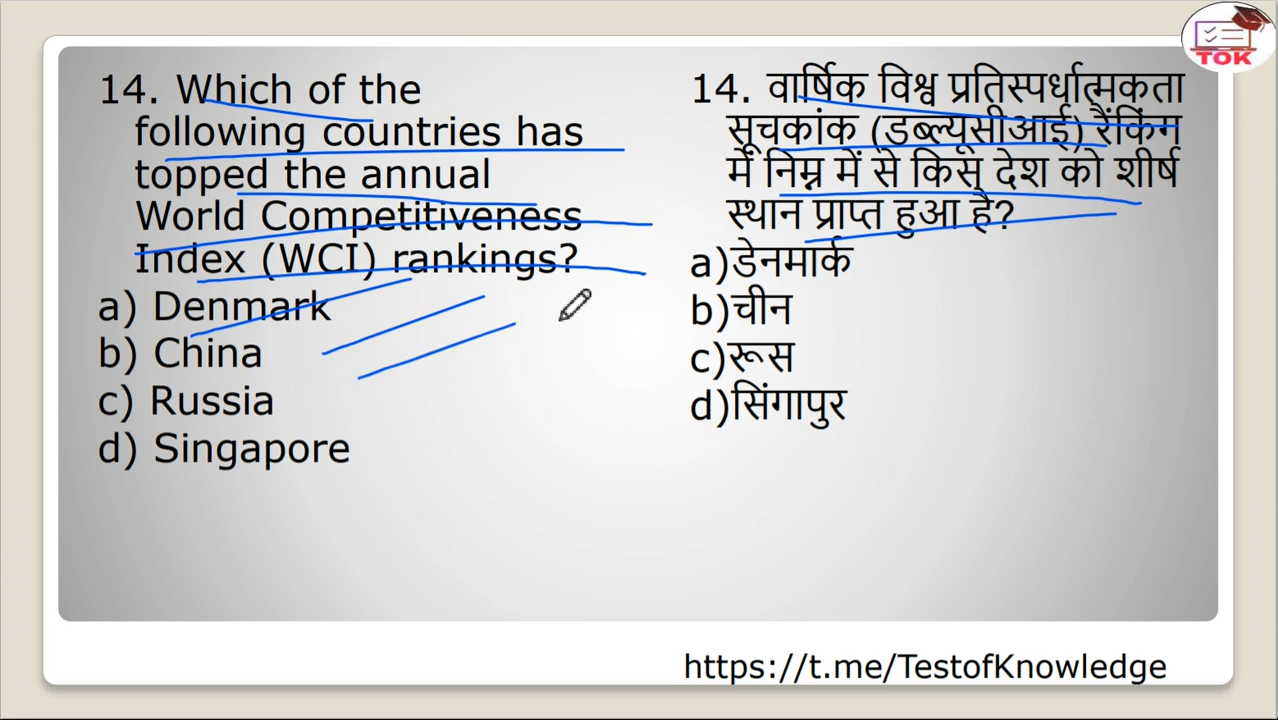 14. Which of the
following countries has
topped the annual
World Competitiveness
Index (WCI) rankings?
a) Denmark
b) China
c) Russia
d) Singapore
14. वार्षिक विश्व प्रतिस्पर्धात्मकता
सूचकांक (डब्ल्यूसीआई) रैंकिंग
में निम्न में से किस देश को शीर्ष
स्थान प्राप्त हुआ है?
a)डेनमार्क
b)चीन
c)रूस
d)सिंगापुर
TOK
https://t.me/TestofKnowledge